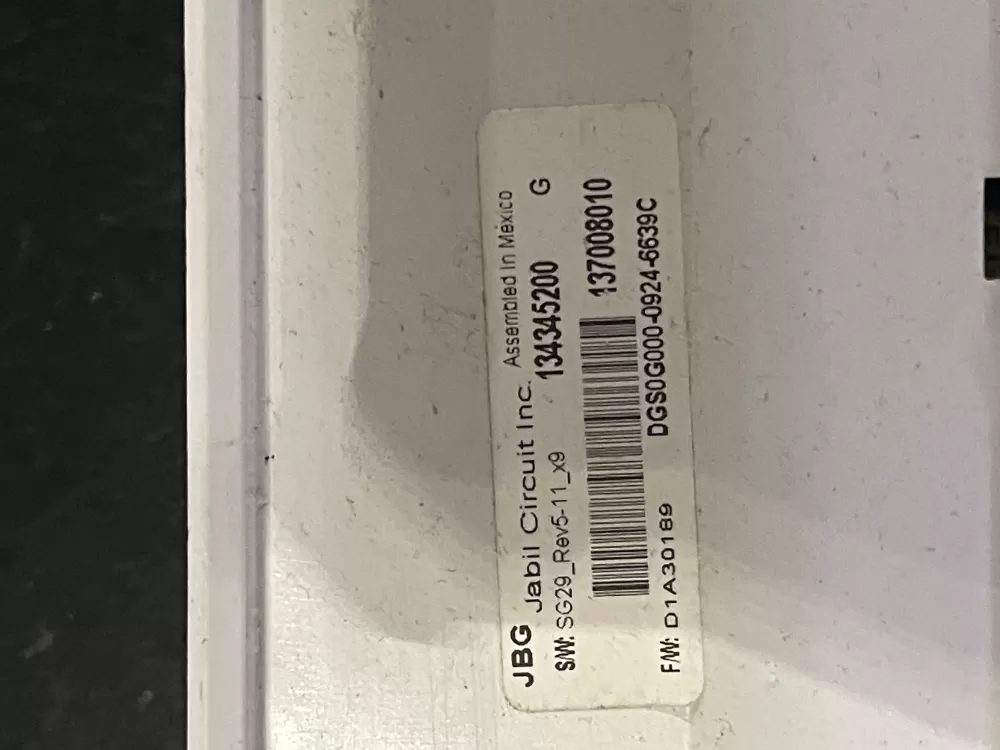 JBG Jabil Circuit Inc. Assembled In México
S/W: SG29_Rev5-11_x9 134345200 G
137008010
F/W: D1A30189 DGS0G000-0924-6639C